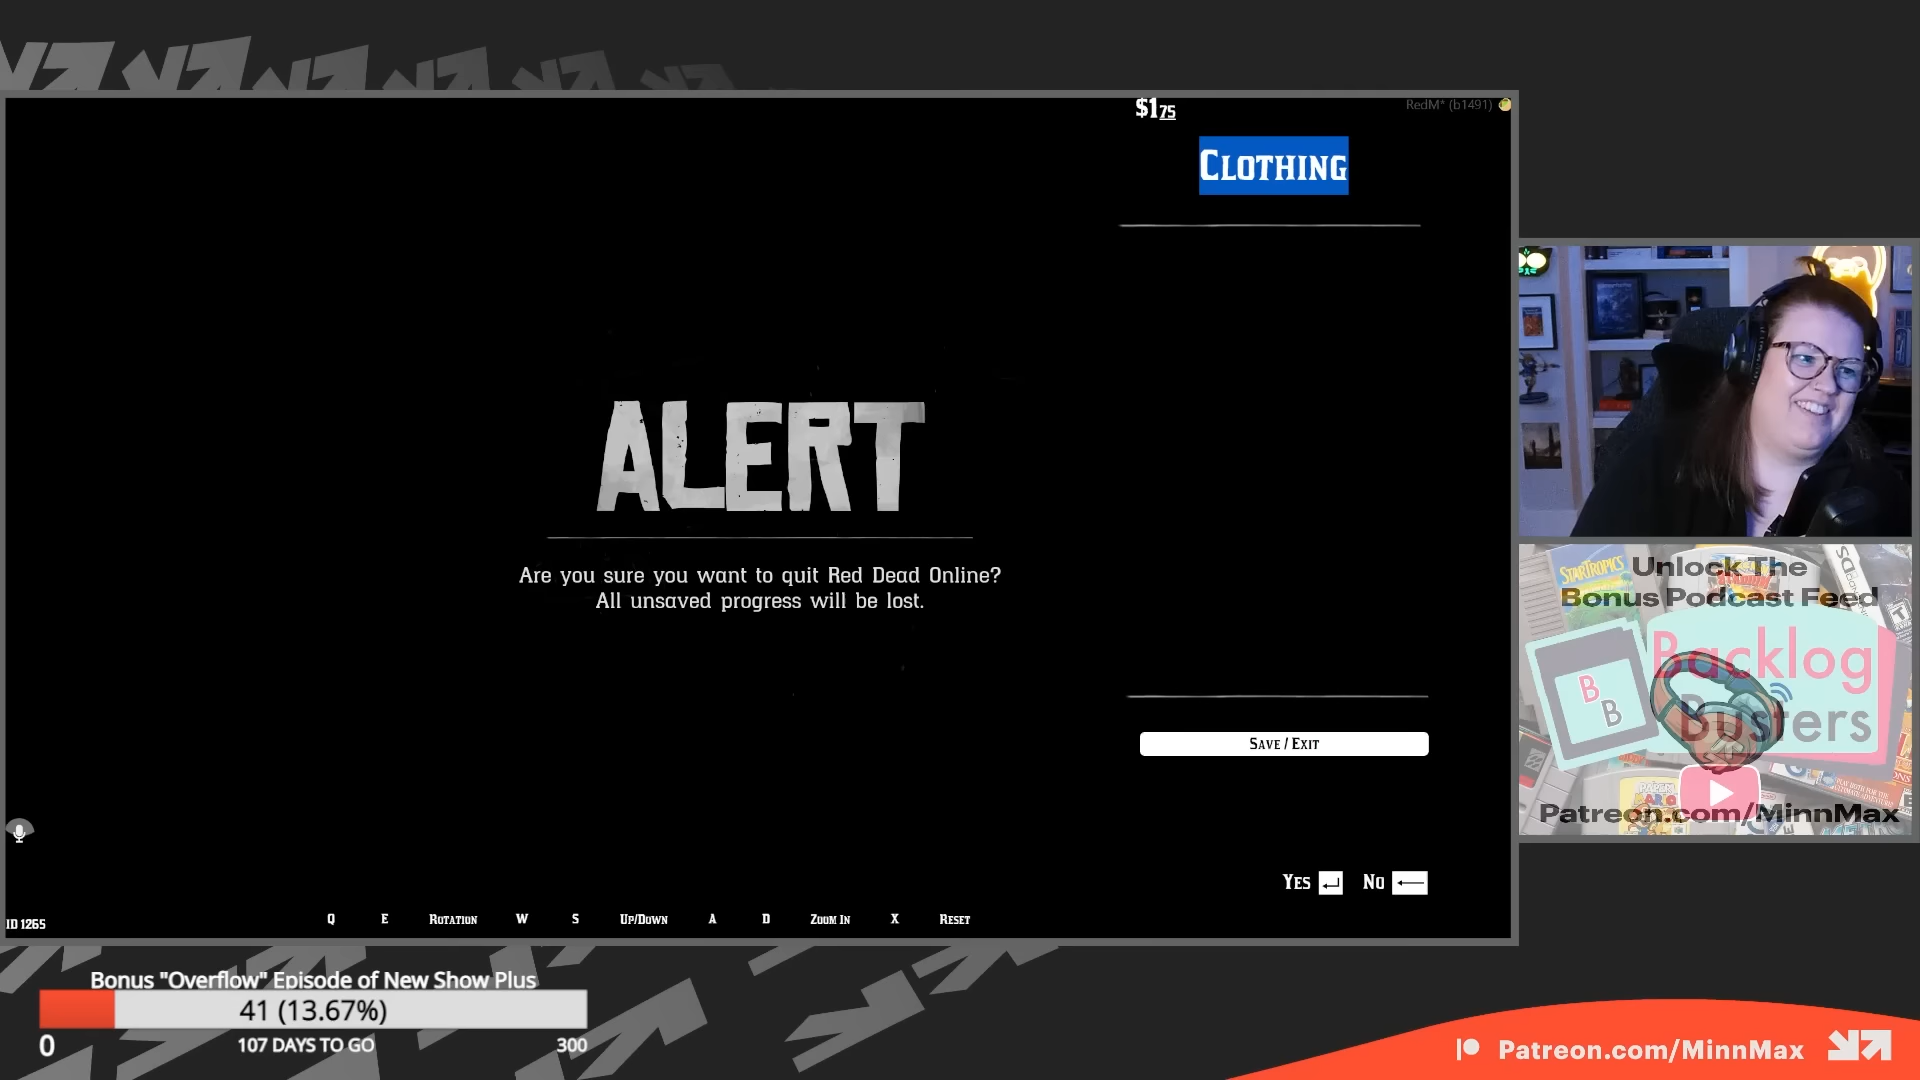 $1 75
RedM* (b1491)
CLOTHING
ALERT
Are you sure you want to quit Red Dead Online?
All unsaved progress will be lost.
SAVE / EXIT
YES NO
ID 1265
Q E ROTATION W S UP/DOWN A D ZOOM IN X RESET
STARTROPICS
Unlock The
Bonus Podcast Feed
Backlog
Busters
B
B
PAPER
MARIO
Patreon.com/MinnMax
Bonus "Overflow" Episode of New Show Plus
41 (13.67%)
0 107 DAYS TO GO 300
Patreon.com/MinnMax